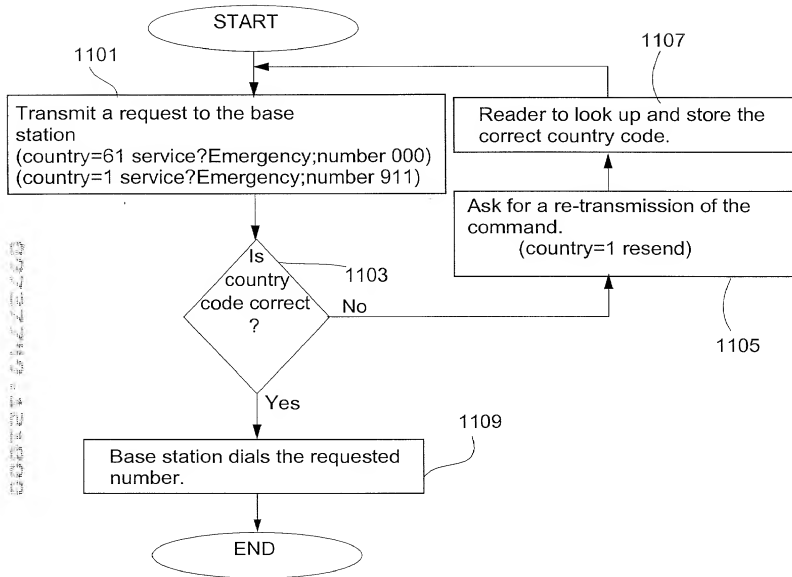 START
1101
Transmit a request to the base
station
(country=61 service?Emergency;number 000)
(country=1 service?Emergency;number 911)
1107
Reader to look up and store the
correct country code.
Ask for a re-transmission of the
command.
(country=1 resend)
1105
Is
country
code correct
?
1103
No
Yes
1109
Base station dials the requested
number.
END